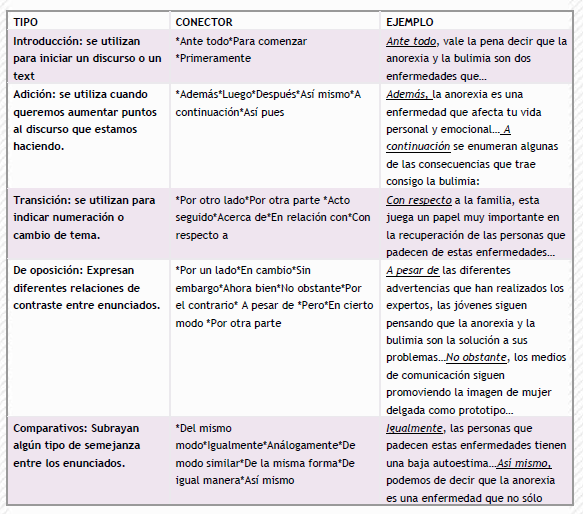 TIPO CONECTOR EJEMPLO
Introducción: se utilizan
para iniciar un discurso o un
text
*Ante todo*Para comenzar
*Primeramente
Ante todo, vale la pena decir que la
anorexia y la bulimia son dos
enfermedades que…
Adición: se utiliza cuando
queremos aumentar puntos
al discurso que estamos
haciendo.
*Además*Luego*Después*Así mismo*A
continuación*Así pues
Además, la anorexia es una
enfermedad que afecta tu vida
personal y emocional… A
continuación se enumeran algunas
de las consecuencias que trae
consigo la bulimia:
Transición: se utilizan para
indicar numeración o
cambio de tema.
*Por otro lado*Por otra parte *Acto
seguido*Acerca de*En relación con*Con
respecto a
Con respecto a la familia, esta
juega un papel muy importante en
la recuperación de las personas que
padecen de estas enfermedades…
De oposición: Expresan
diferentes relaciones de
contraste entre enunciados.
*Por un lado*En cambio*Sin
embargo*Ahora bien*No obstante*Por
el contrario* A pesar de *Pero*En cierto
modo *Por otra parte
A pesar de las diferentes
advertencias que han realizados los
expertos, las jóvenes siguen
pensando que la anorexia y la
bulimia son la solución a sus
problemas…No obstante, los medios
de comunicación siguen
promoviendo la imagen de mujer
delgada como prototipo…
Comparativos: Subrayan
algún tipo de semejanza
entre los enunciados.
*Del mismo
modo*Igualmente*Análogamente*De
modo similar*De la misma forma*De
igual manera*Así mismo
Igualmente, las personas que
padecen estas enfermedades tienen
una baja autoestima…Así mismo,
podemos de decir que la anorexia
es una enfermedad que no sólo